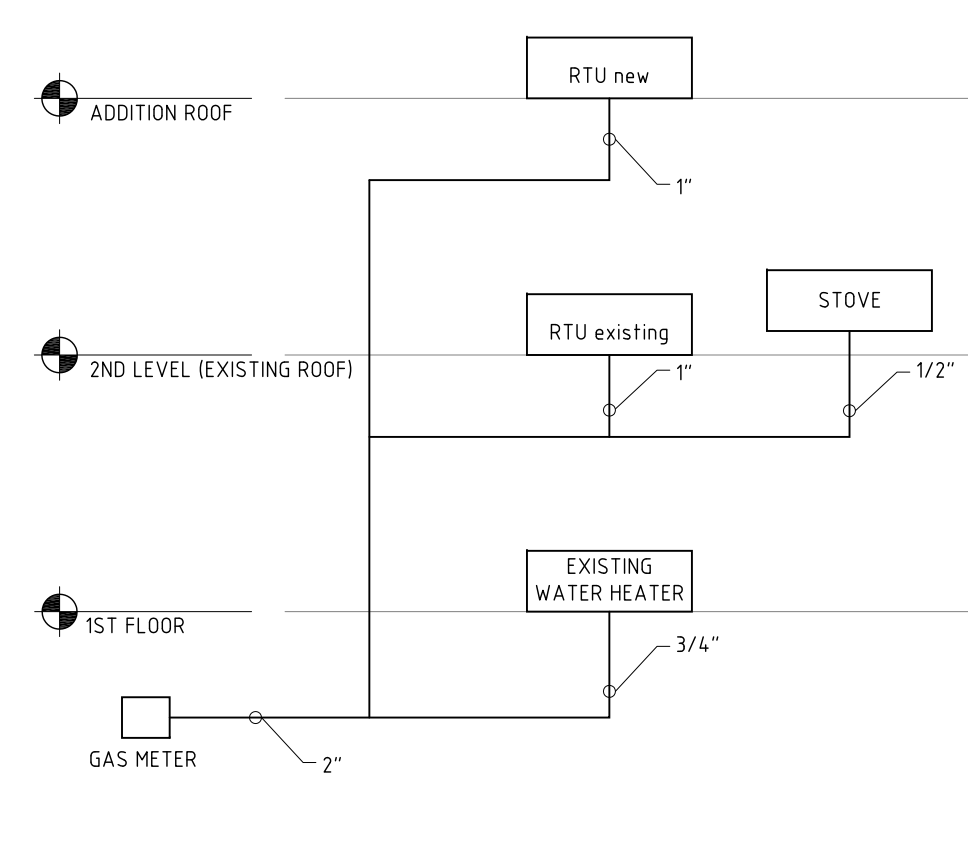 RTU new
ADDITION ROOF
1"
STOVE
RTU existing
2ND LEVEL (EXISTING ROOF)
1"
1/2"
EXISTING
WATER HEATER
1ST FLOOR
3/4"
GAS METER
2"